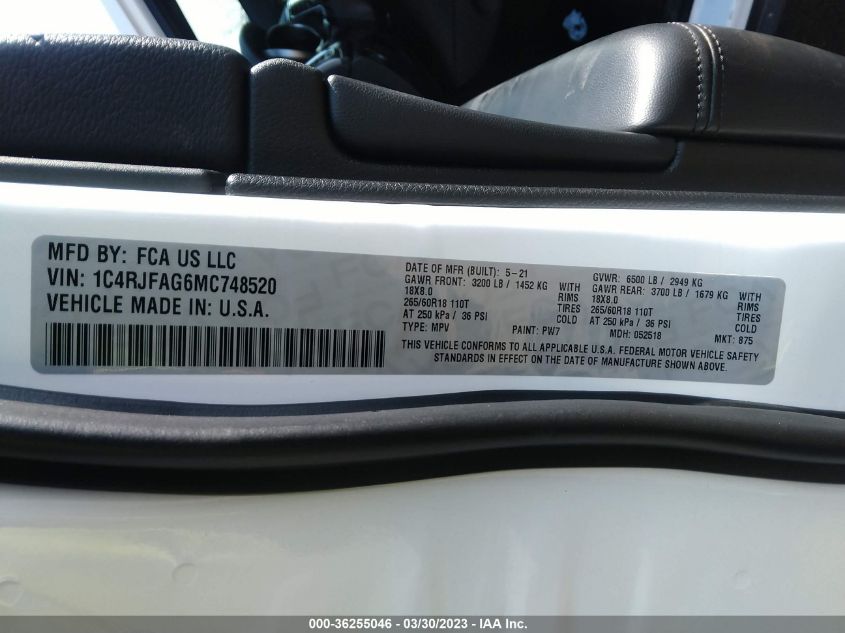 MFD BY: FCA US LLC
VIN: 1C4RJFAG6MC748520
VEHICLE MADE IN: U.S.A.
DATE OF MFR (BUILT): 5-21 GVWR: 6500 LB / 2949 KG
GAWR FRONT: 3200 LB / 1452 KG WITH GAWR REAR: 3700 LB / 1679 KG WITH
18X8.0 RIMS 18X8.0 RIMS
265/60R18 110T TIRES 265/60R18 110T TIRES
AT 250 kPa / 36 PSI COLD AT 250 kPa / 36 PSI COLD
TYPE: MPV PAINT: PW7 MDH: 052518 MKT: 875
THIS VEHICLE CONFORMS TO ALL APPLICABLE U.S.A. FEDERAL MOTOR VEHICLE SAFETY
STANDARDS IN EFFECT ON THE DATE OF MANUFACTURE SHOWN ABOVE.
000-36255046 - 03/30/2023 - Copyright © IAA, Inc.